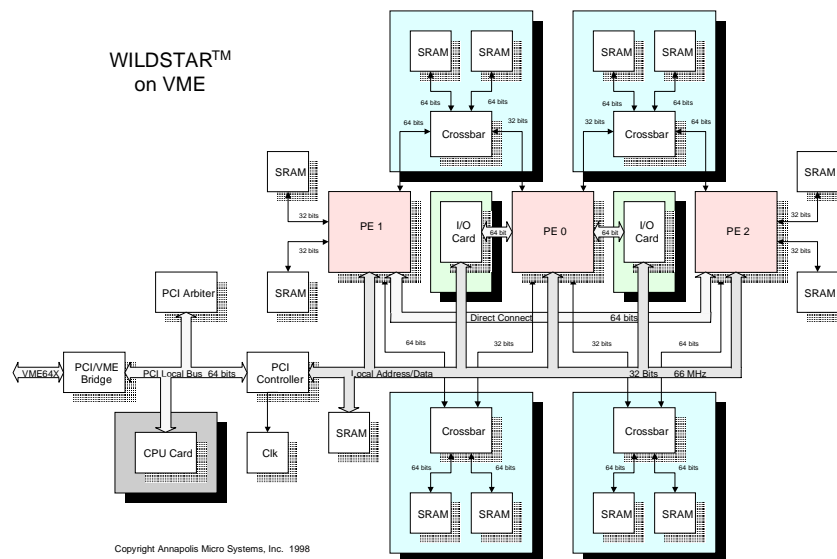 WILDSTAR™
on VME
SRAM
SRAM
64 bits
64 bits
64 bits
32 bits
Crossbar
SRAM
SRAM
64 bits
64 bits
32 bits
64 bits
Crossbar
SRAM
SRAM
32 bits
32 bits
PE 1
I/O
Card
64 bit
PE 0
64 bit
I/O
Card
PE 2
32 bits
32 bits
SRAM
SRAM
PCI Arbiter
Direct Connect 64 bits
64 bits
32 bits
32 bits
64 bits
VME64X
PCI/VME
Bridge
PCI Local Bus 64 bits
PCI
Controller
Local Address/Data 32 Bits 66 MHz
CPU Card
Clk
SRAM
Crossbar
64 bits
64 bits
SRAM
SRAM
Crossbar
64 bits
64 bits
SRAM
SRAM
Copyright Annapolis Micro Systems, Inc. 1998